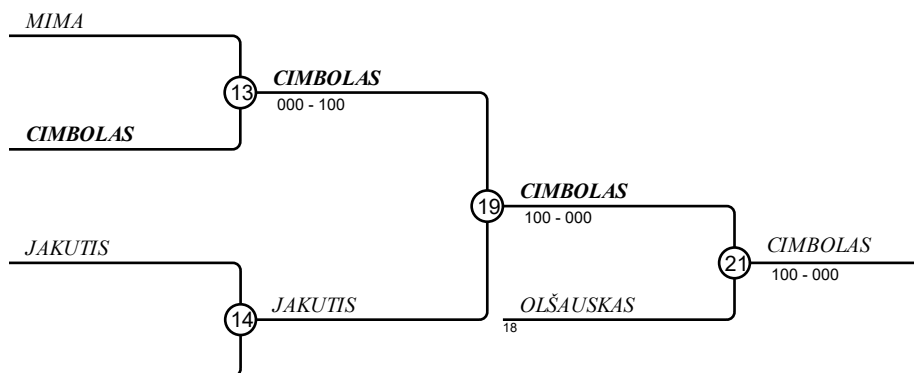 MIMA
13
CIMBOLAS
000 - 100
CIMBOLAS
19
CIMBOLAS
100 - 000
JAKUTIS
21
CIMBOLAS
100 - 000
14
JAKUTIS
OLŠAUSKAS
18